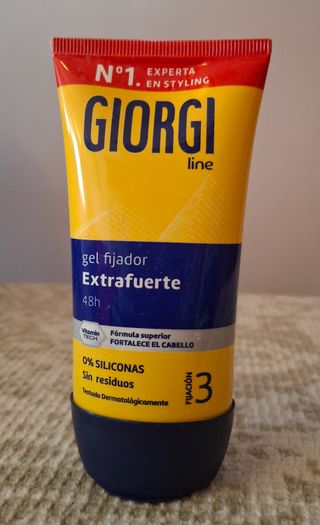 Nº1. EXPERTA
EN STYLING
GIORGI
line
gel fijador
Extrafuerte
48h
Vitamin
TECH
Fórmula superior
FORTALECE EL CABELLO
0% SILICONAS
Sin residuos
Testado Dermatológicamente
FIJACIÓN 3